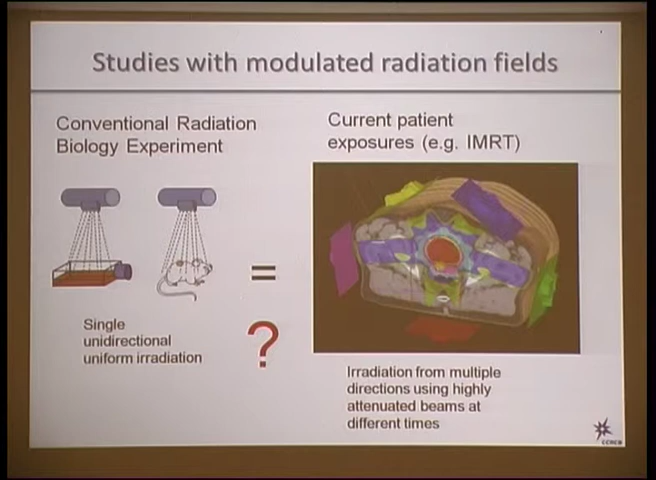 Studies with modulated radiation fields
Conventional Radiation
Biology Experiment
Current patient
exposures (e.g. IMRT)
=
?
Single
unidirectional
uniform irradiation
Irradiation from multiple
directions using highly
attenuated beams at
different times
CCRCB